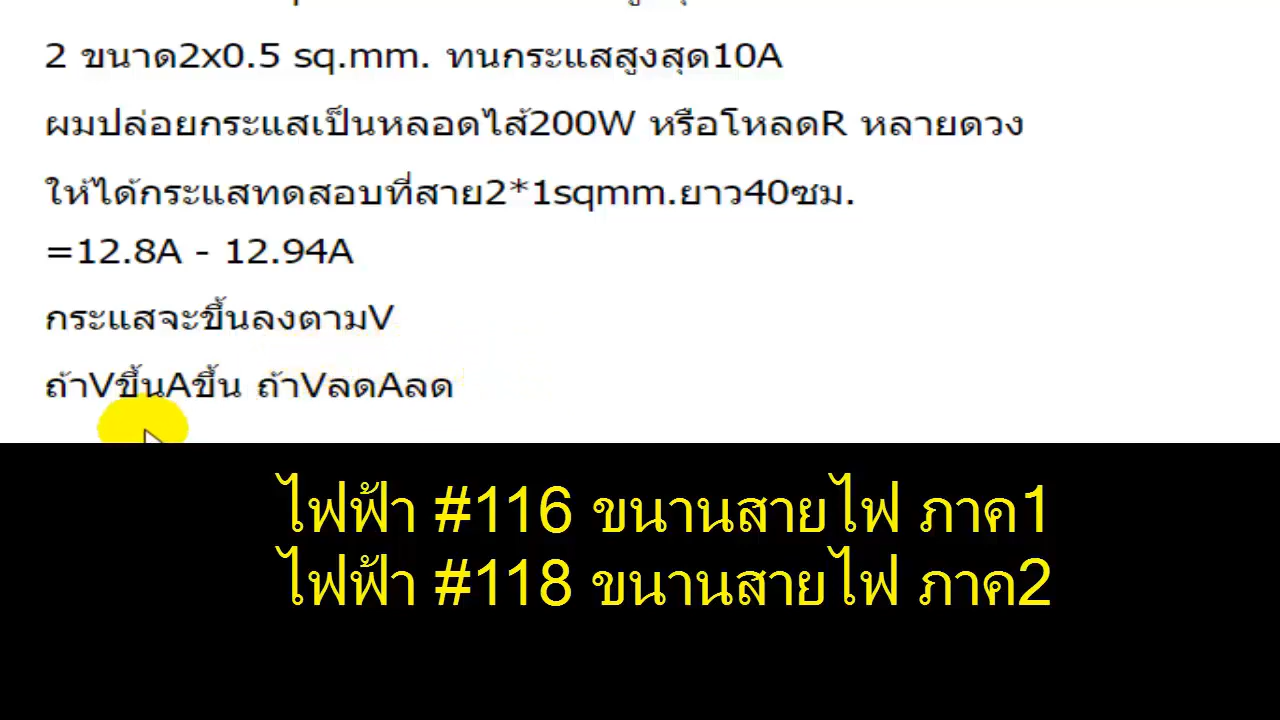 2 ขนาด2x0.5 sq.mm. ทนกระแสสูงสุด10A
ผมปล่อยกระแสเป็นหลอดไส้200W หรือโหลดR หลายดวง
ให้ได้กระแสทดสอบที่สาย2*1sqmm.ยาว40ซม.
=12.8A - 12.94A
กระแสจะขึ้นลงตามV
ถ้าVขึ้นAขึ้น ถ้าVลดAลด
ไฟฟ้า #116 ขนานสายไฟ ภาค1
ไฟฟ้า #118 ขนานสายไฟ ภาค2